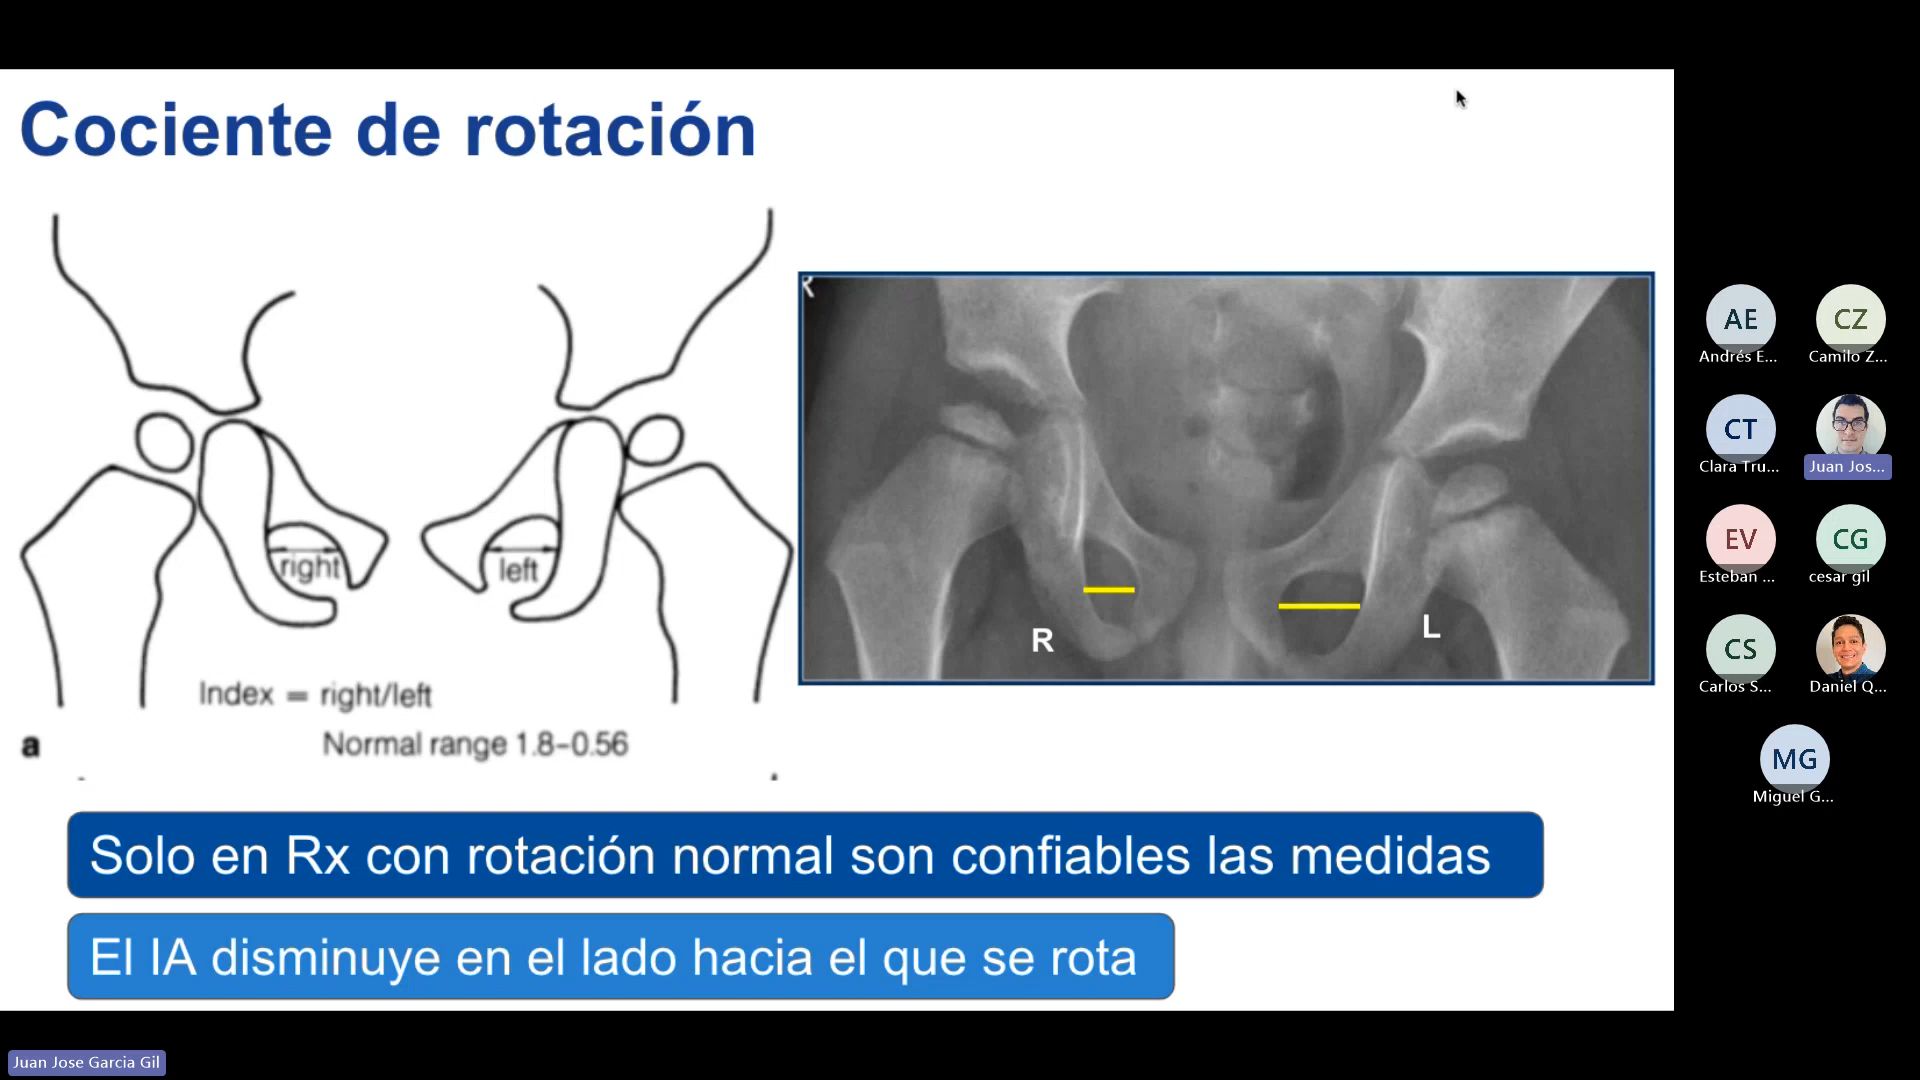 Cociente de rotación
right
left
Index = right/left
a
Normal range 1.8–0.56
R
R
L
Solo en Rx con rotación normal son confiables las medidas
El IA disminuye en el lado hacia el que se rota
AE
Andrés E...
CZ
Camilo Z...
CT
Clara Tru...
Juan Jos...
EV
Esteban ...
CG
cesar gil
CS
Carlos S...
Daniel Q...
MG
Miguel G...
Juan Jose Garcia Gil